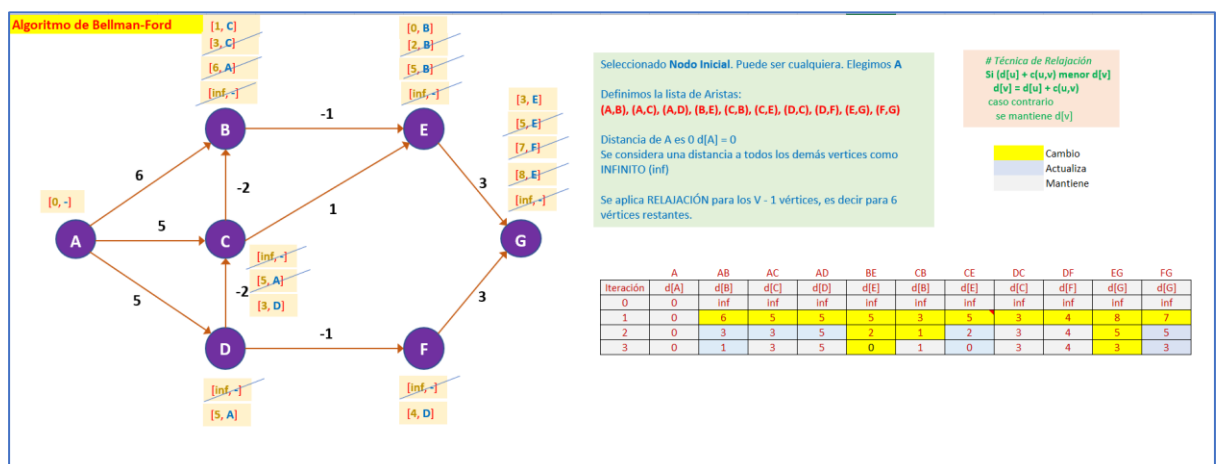 Algoritmo de Bellman-Ford
[1, C]
[3, C]
[6, A]
[inf, -]
[0, B]
[2, B]
[5, B]
[inf, -]
B
-1
E
[3, E]
[5, E]
[7, F]
[8, E]
[inf, -]
6
-2
1
3
[0, -]
A
5
C
G
[inf, -]
[5, A]
[3, D]
5
-2
3
D
-1
F
[inf, -]
[5, A]
[inf, -]
[4, D]
Seleccionado Nodo Inicial. Puede ser cualquiera. Elegimos A
Definimos la lista de Aristas:
(A,B), (A,C), (A,D), (B,E), (C,B), (C,E), (D,C), (D,F), (E,G), (F,G)
Distancia de A es 0 d[A] = 0
Se considera una distancia a todos los demás vertices como
INFINITO (inf)
Se aplica RELAJACIÓN para los V - 1 vértices, es decir para 6
vértices restantes.
# Técnica de Relajación
Si (d[u] + c(u,v) menor d[v]
d[v] = d[u] + c(u,v)
caso contrario
se mantiene d[v]
Cambio
Actualiza
Mantiene
A AB AC AD BE CB CE DC DF EG FG
Iteración d[A] d[B] d[C] d[D] d[E] d[B] d[E] d[C] d[F] d[G] d[G]
0 0 inf inf inf inf inf inf inf inf inf inf
1 0 6 5 5 5 3 5 3 4 8 7
2 0 3 3 5 2 1 2 3 4 5 5
3 0 1 3 5 0 1 0 3 4 3 3